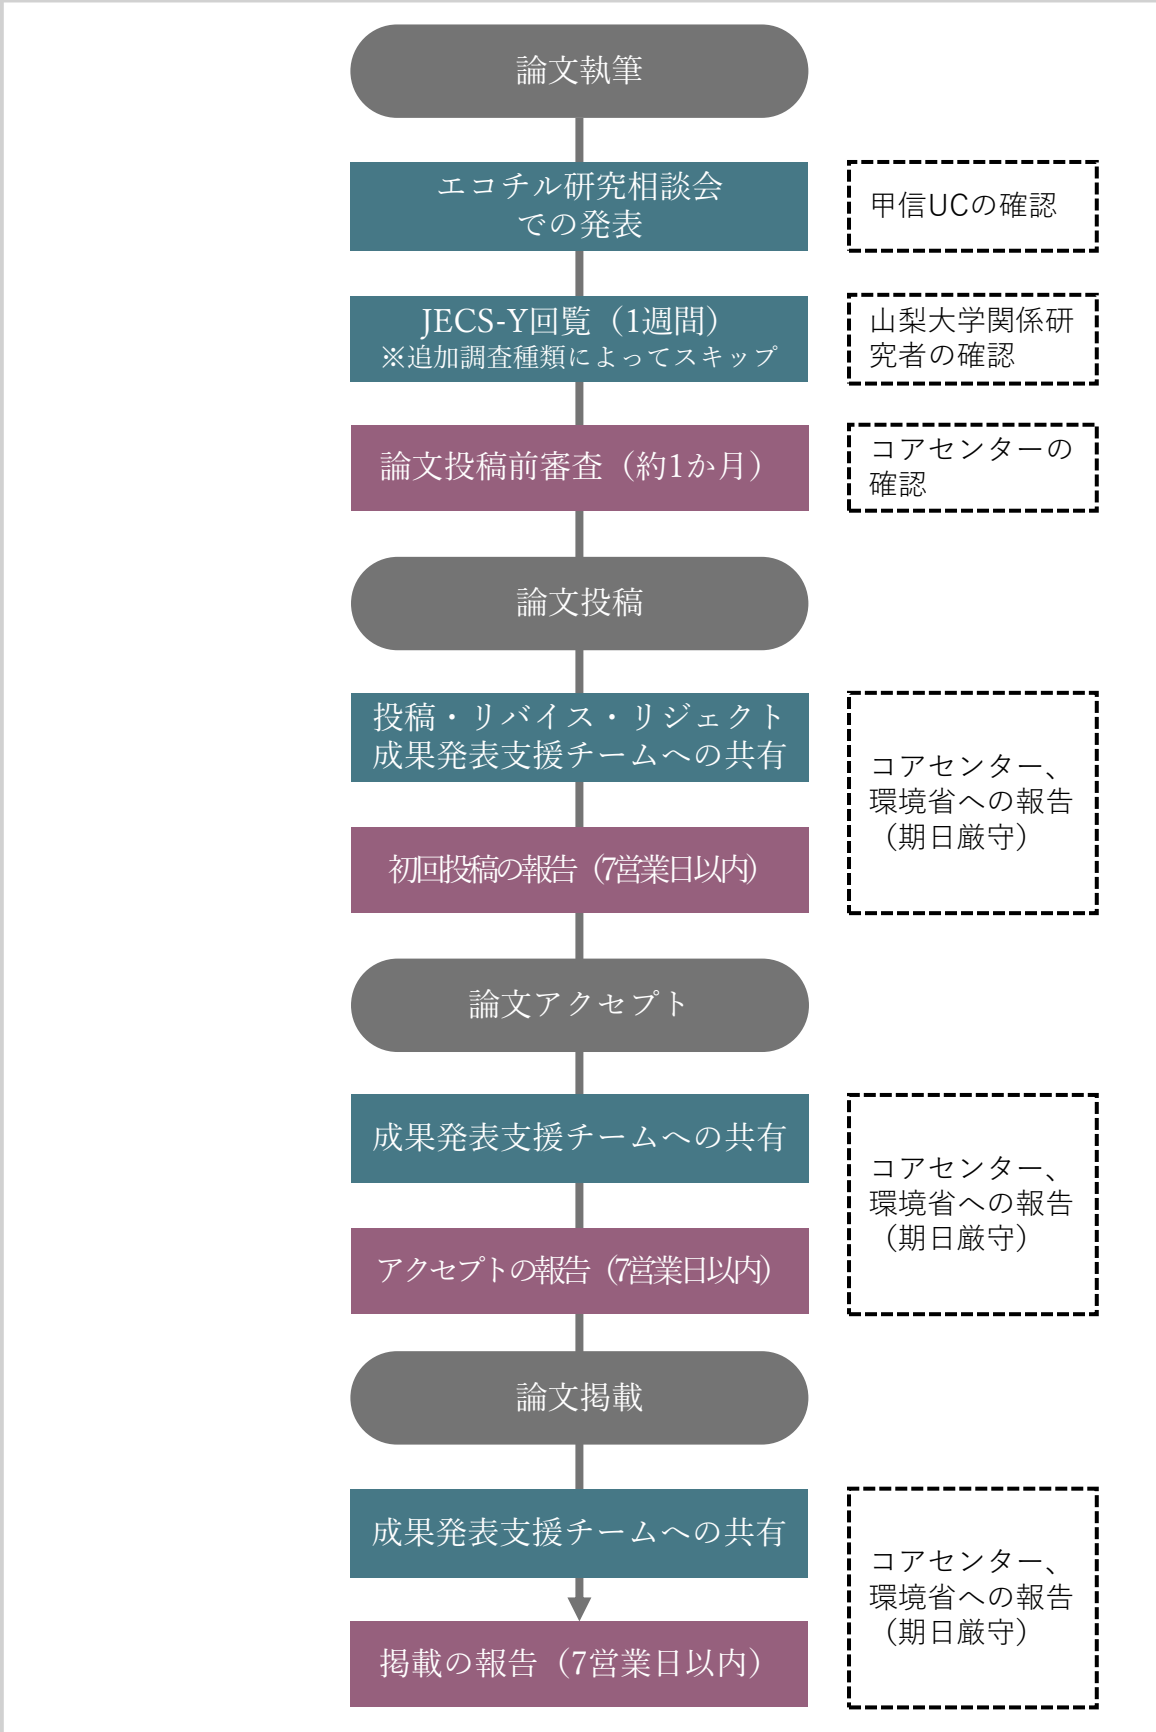 論文執筆
エコチル研究相談会
での発表
甲信UCの確認
JECS-Y回覧（1週間）
※追加調査種類によってスキップ
山梨大学関係研
究者の確認
論文投稿前審査（約1か月）
コアセンターの
確認
論文投稿
投稿・リバイス・リジェクト
成果発表支援チームへの共有
初回投稿の報告（7営業日以内）
コアセンター、
環境省への報告
（期日厳守）
論文アクセプト
成果発表支援チームへの共有
アクセプトの報告（7営業日以内）
コアセンター、
環境省への報告
（期日厳守）
論文掲載
成果発表支援チームへの共有
掲載の報告（7営業日以内）
コアセンター、
環境省への報告
（期日厳守）